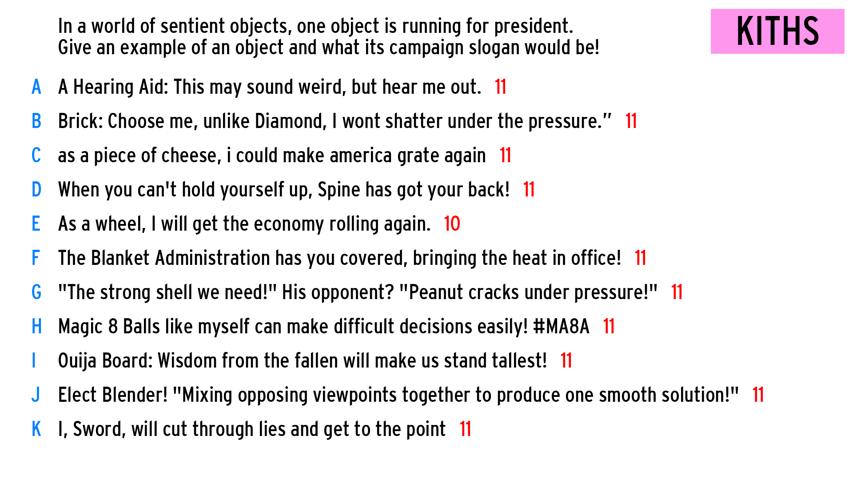 In a world of sentient objects, one object is running for president.
Give an example of an object and what its campaign slogan would be!
KITHS
A A Hearing Aid: This may sound weird, but hear me out. 11
B Brick: Choose me, unlike Diamond, I wont shatter under the pressure.” 11
C as a piece of cheese, i could make america grate again 11
D When you can't hold yourself up, Spine has got your back! 11
E As a wheel, I will get the economy rolling again. 10
F The Blanket Administration has you covered, bringing the heat in office! 11
G "The strong shell we need!" His opponent? "Peanut cracks under pressure!" 11
H Magic 8 Balls like myself can make difficult decisions easily! #MA8A 11
I Ouija Board: Wisdom from the fallen will make us stand tallest! 11
J Elect Blender! "Mixing opposing viewpoints together to produce one smooth solution!" 11
K I, Sword, will cut through lies and get to the point 11